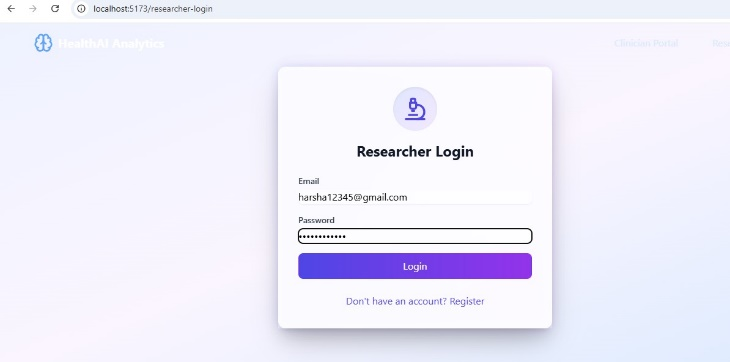 localhost:5173/researcher-login
HealthAI Analytics
Clinician Portal
Researcher Login
Email
harsha12345@gmail.com
Password
••••••••••••
Login
Don't have an account? Register